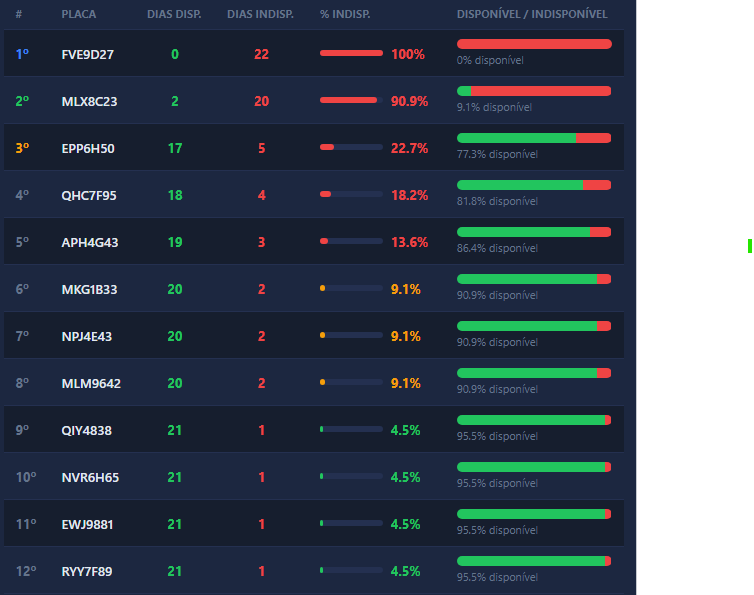 # PLACA DIAS DISP. DIAS INDISP. % INDISP. DISPONÍVEL / INDISPONÍVEL
1º FVE9D27 0 22 100% 0% disponível
2º MLX8C23 2 20 90.9% 9.1% disponível
3º EPP6H50 17 5 22.7% 77.3% disponível
4º QHC7F95 18 4 18.2% 81.8% disponível
5º APH4G43 19 3 13.6% 86.4% disponível
6º MKG1B33 20 2 9.1% 90.9% disponível
7º NPJ4E43 20 2 9.1% 90.9% disponível
8º MLM9642 20 2 9.1% 90.9% disponível
9º QIY4838 21 1 4.5% 95.5% disponível
10º NVR6H65 21 1 4.5% 95.5% disponível
11º EWJ9881 21 1 4.5% 95.5% disponível
12º RYY7F89 21 1 4.5% 95.5% disponível